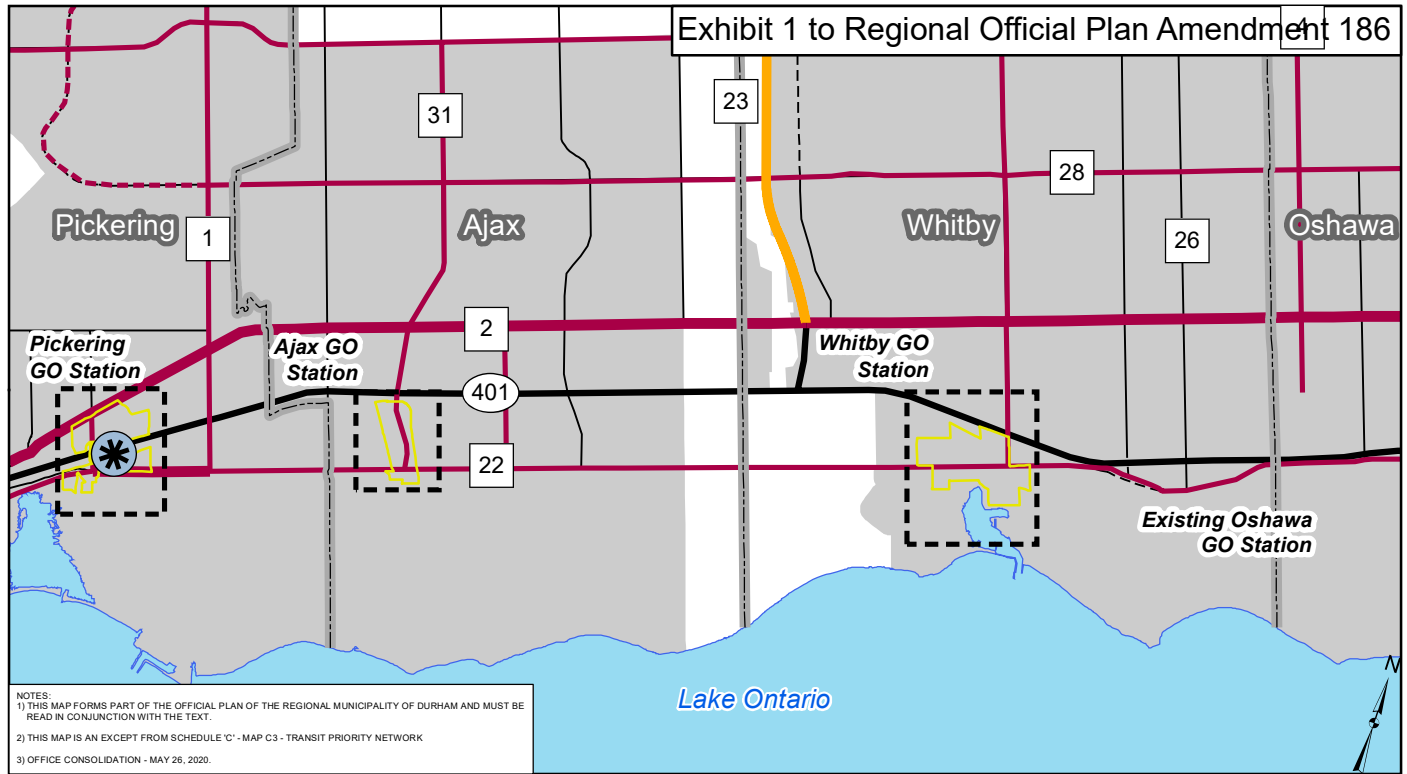 Exhibit 1 to Regional Official Plan Amendment 186
4
31
23
28
Pickering
1
Ajax
Whitby
26
Oshawa
2
Pickering
GO Station
Ajax GO
Station
Whitby GO
Station
401
22
Existing Oshawa
GO Station
Lake Ontario
N
NOTES:
1) THIS MAP FORMS PART OF THE OFFICIAL PLAN OF THE REGIONAL MUNICIPALITY OF DURHAM AND MUST BE
READ IN CONJUNCTION WITH THE TEXT.
2) THIS MAP IS AN EXCEPT FROM SCHEDULE 'C' - MAP C3 - TRANSIT PRIORITY NETWORK
3) OFFICE CONSOLIDATION - MAY 26, 2020.